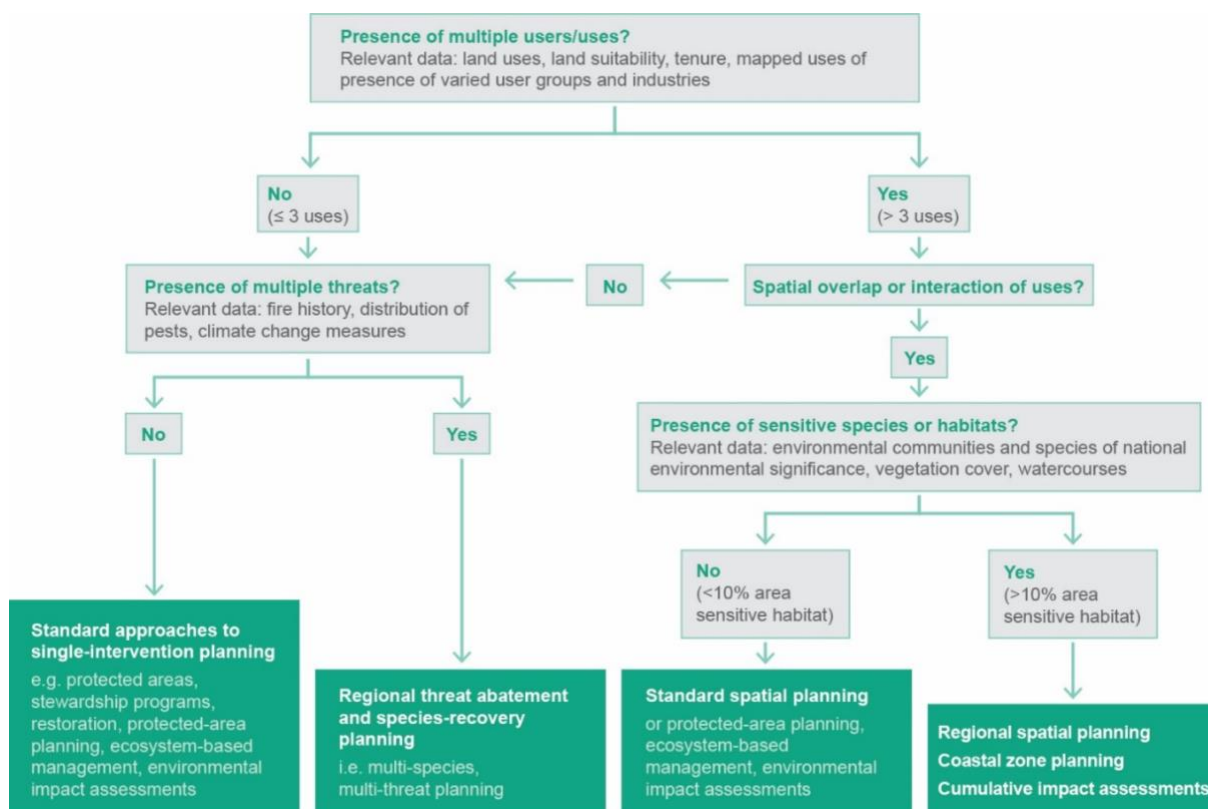 Presence of multiple users/uses?
Relevant data: land uses, land suitability, tenure, mapped uses of
presence of varied user groups and industries
No
(≤ 3 uses)
Yes
(> 3 uses)
Presence of multiple threats?
Relevant data: fire history, distribution of
pests, climate change measures
No
Spatial overlap or interaction of uses?
Yes
No
Yes
Presence of sensitive species or habitats?
Relevant data: environmental communities and species of national
environmental significance, vegetation cover, watercourses
No
(<10% area
sensitive habitat)
Yes
(>10% area
sensitive habitat)
Standard approaches to
single-intervention planning
e.g. protected areas,
stewardship programs,
restoration, protected-area
planning, ecosystem-based
management, environmental
impact assessments
Regional threat abatement
and species-recovery
planning
i.e. multi-species,
multi-threat planning
Standard spatial planning
or protected-area planning,
ecosystem-based
management, environmental
impact assessments
Regional spatial planning
Coastal zone planning
Cumulative impact assessments